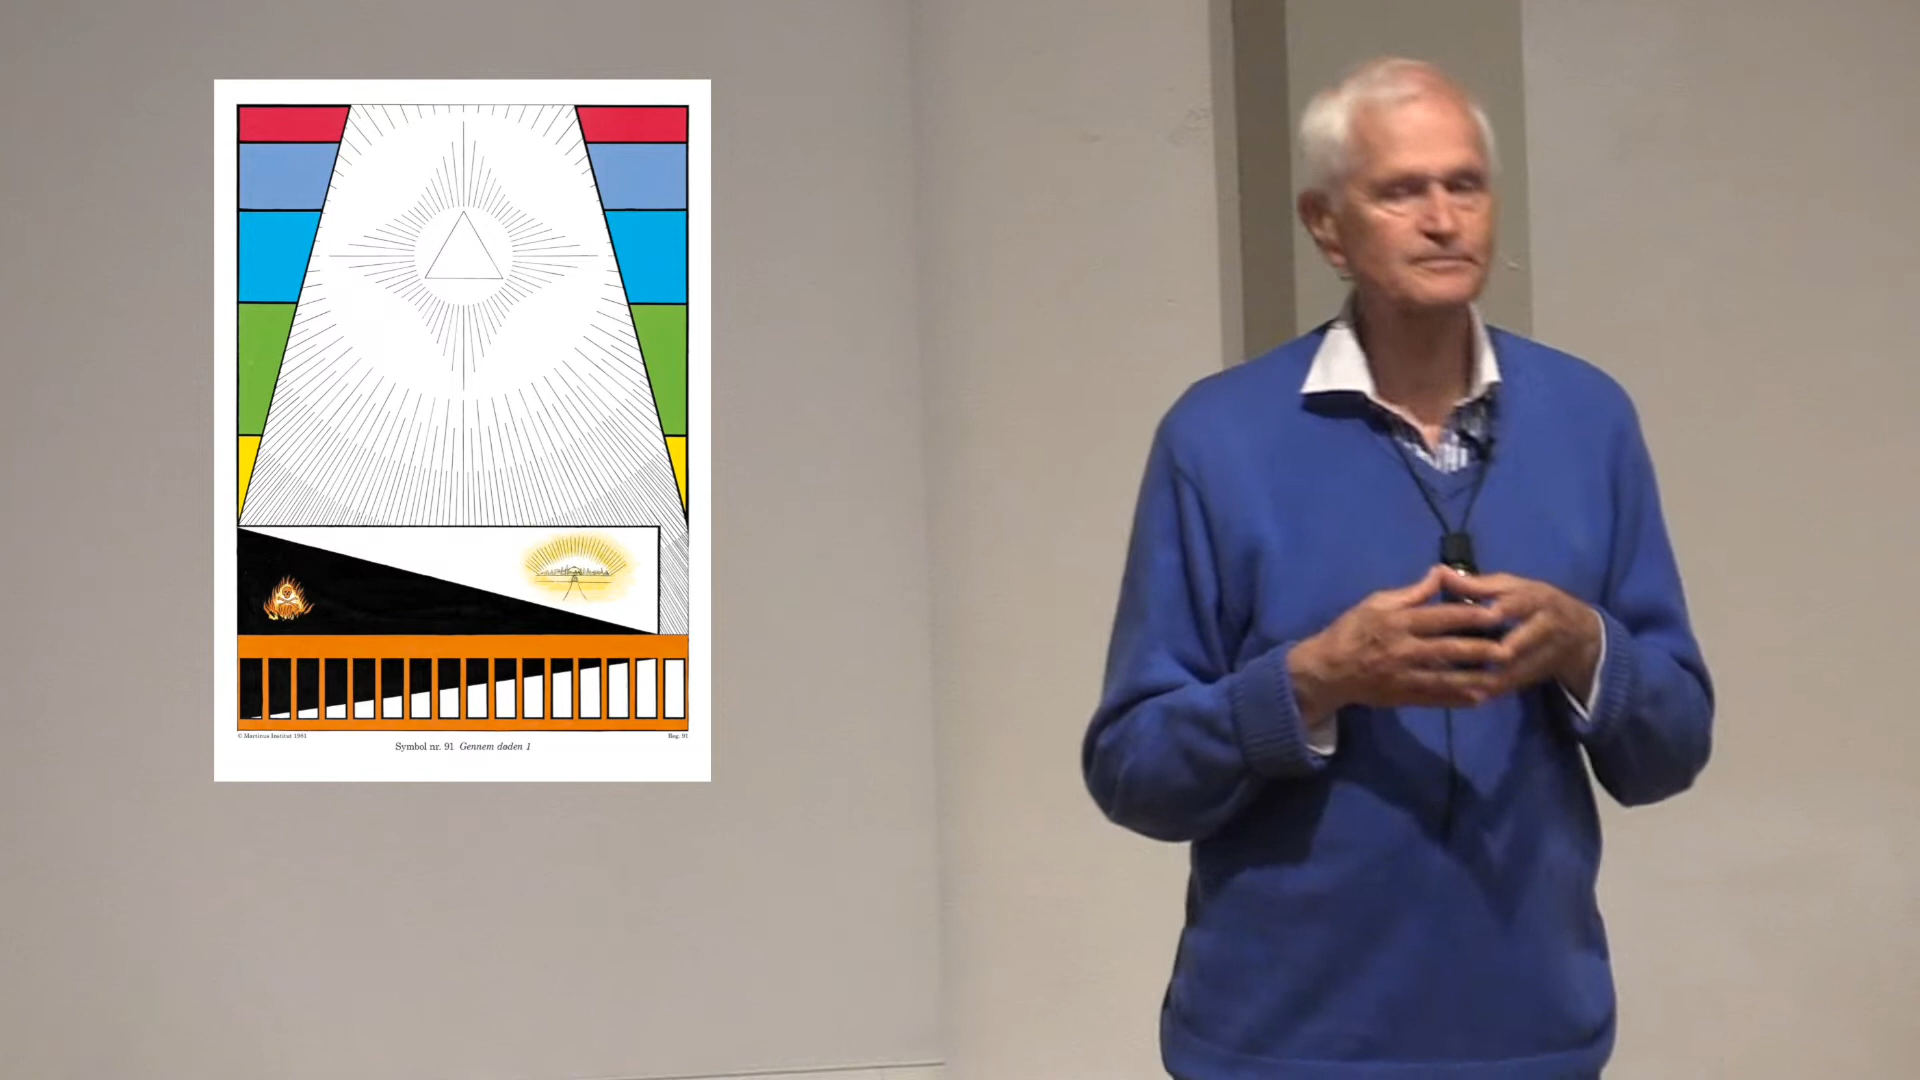 © Martinus Institut 1981
Reg. 91
Symbol nr. 91 Gennem døden 1